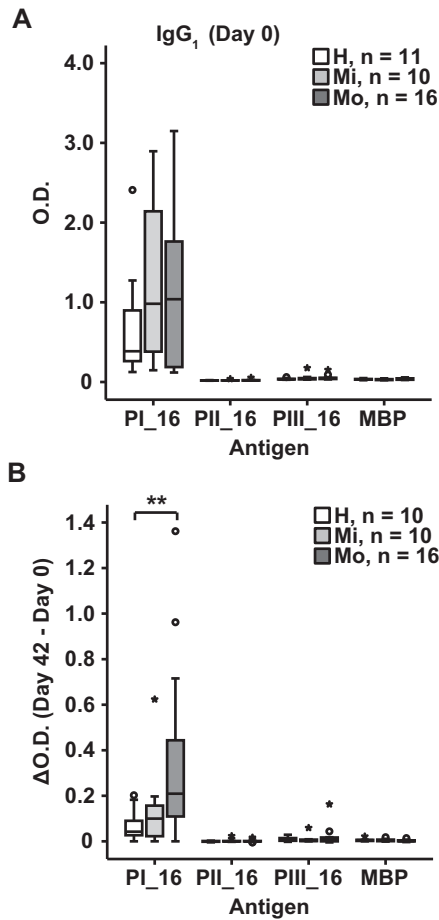 A
IgG₁ (Day 0)
H, n = 11
Mi, n = 10
Mo, n = 16
4.0
3.0
2.0
1.0
0
O.D.
PI_16 PII_16 PIII_16 MBP
Antigen
B
**
H, n = 10
Mi, n = 10
Mo, n = 16
1.4
1.2
1.0
0.8
0.6
0.4
0.2
0
ΔO.D. (Day 42 - Day 0)
PI_16 PII_16 PIII_16 MBP
Antigen